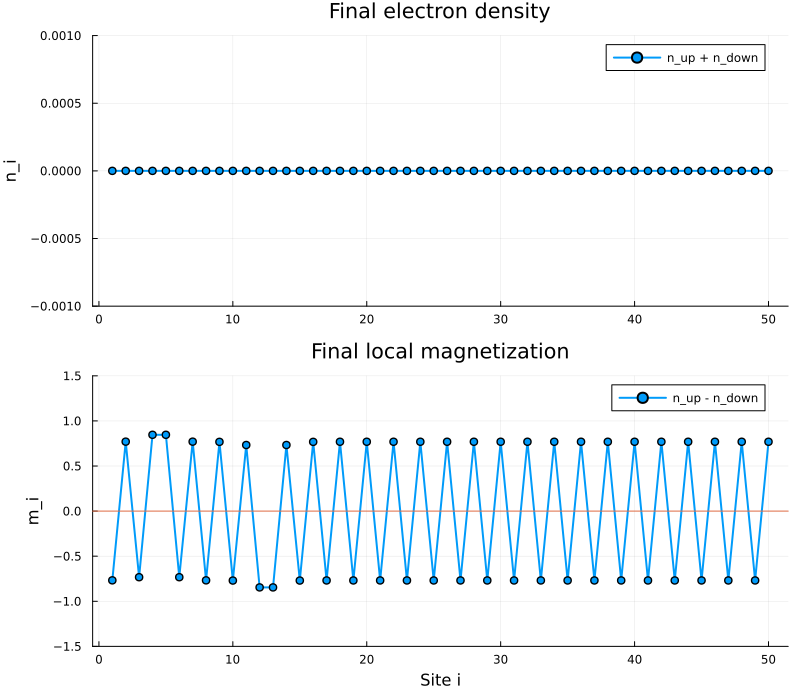 Final electron density
0.0010
n_up + n_down
0.0005
n_i
0.0000
−0.0005
−0.0010
0 10 20 30 40 50
Final local magnetization
1.5
n_up - n_down
1.0
0.5
m_i
0.0
−0.5
−1.0
−1.5
0 10 20 30 40 50
Site i